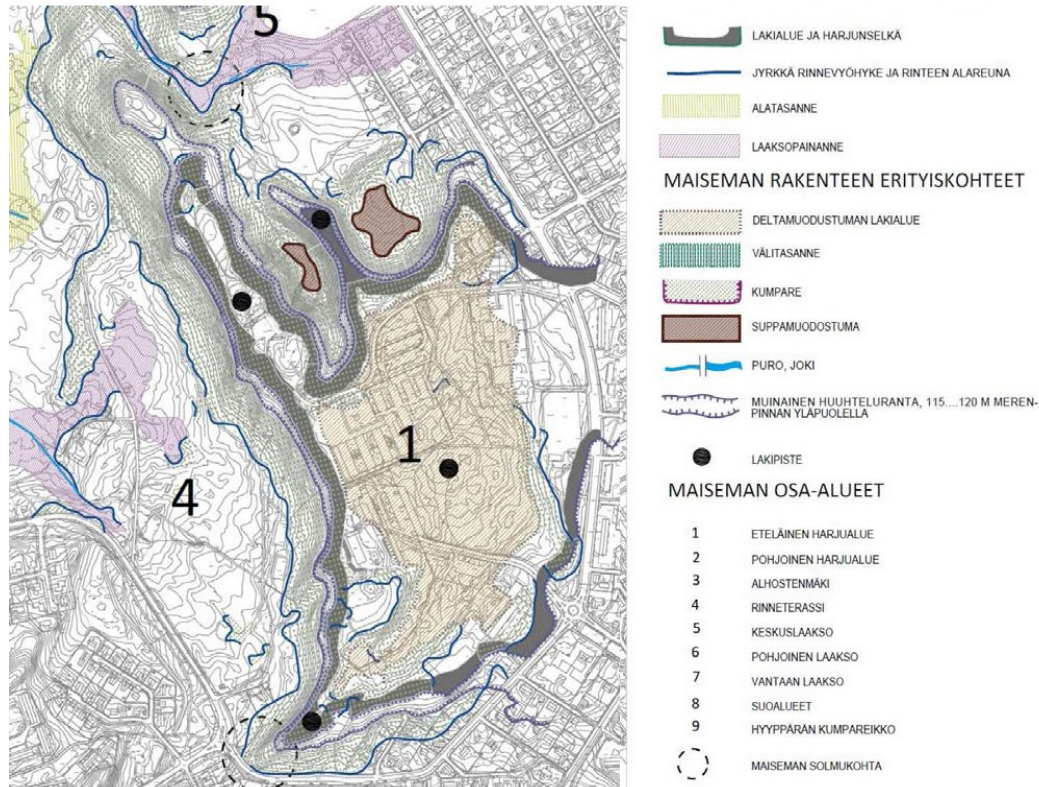 5
1
4
LAKIALUE JA HARJUNSELKÄ
JYRKKÄ RINNEVYÖHYKE JA RINTEEN ALAREUNA
ALATASANNE
LAAKSOPAINANNE
MAISEMAN RAKENTEEN ERITYISKOHTEET
DELTAMUODOSTUMAN LAKIALUE
VÄLITASANNE
KUMPARE
SUPPAMUODOSTUMA
PURO, JOKI
MUINAINEN HUUHTELURANTA, 115....120 M MEREN-
PINNAN YLÄPUOLELLA
LAKIPISTE
MAISEMAN OSA-ALUEET
1 ETELÄINEN HARJUALUE
2 POHJOINEN HARJUALUE
3 ALHOSTENMÄKI
4 RINNETERASSI
5 KESKUSLAAKSO
6 POHJOINEN LAAKSO
7 VANTAAN LAAKSO
8 SUOALUEET
9 HYYPPÄRÄN KUMPAREIKKO
MAISEMAN SOLMUKOHTA